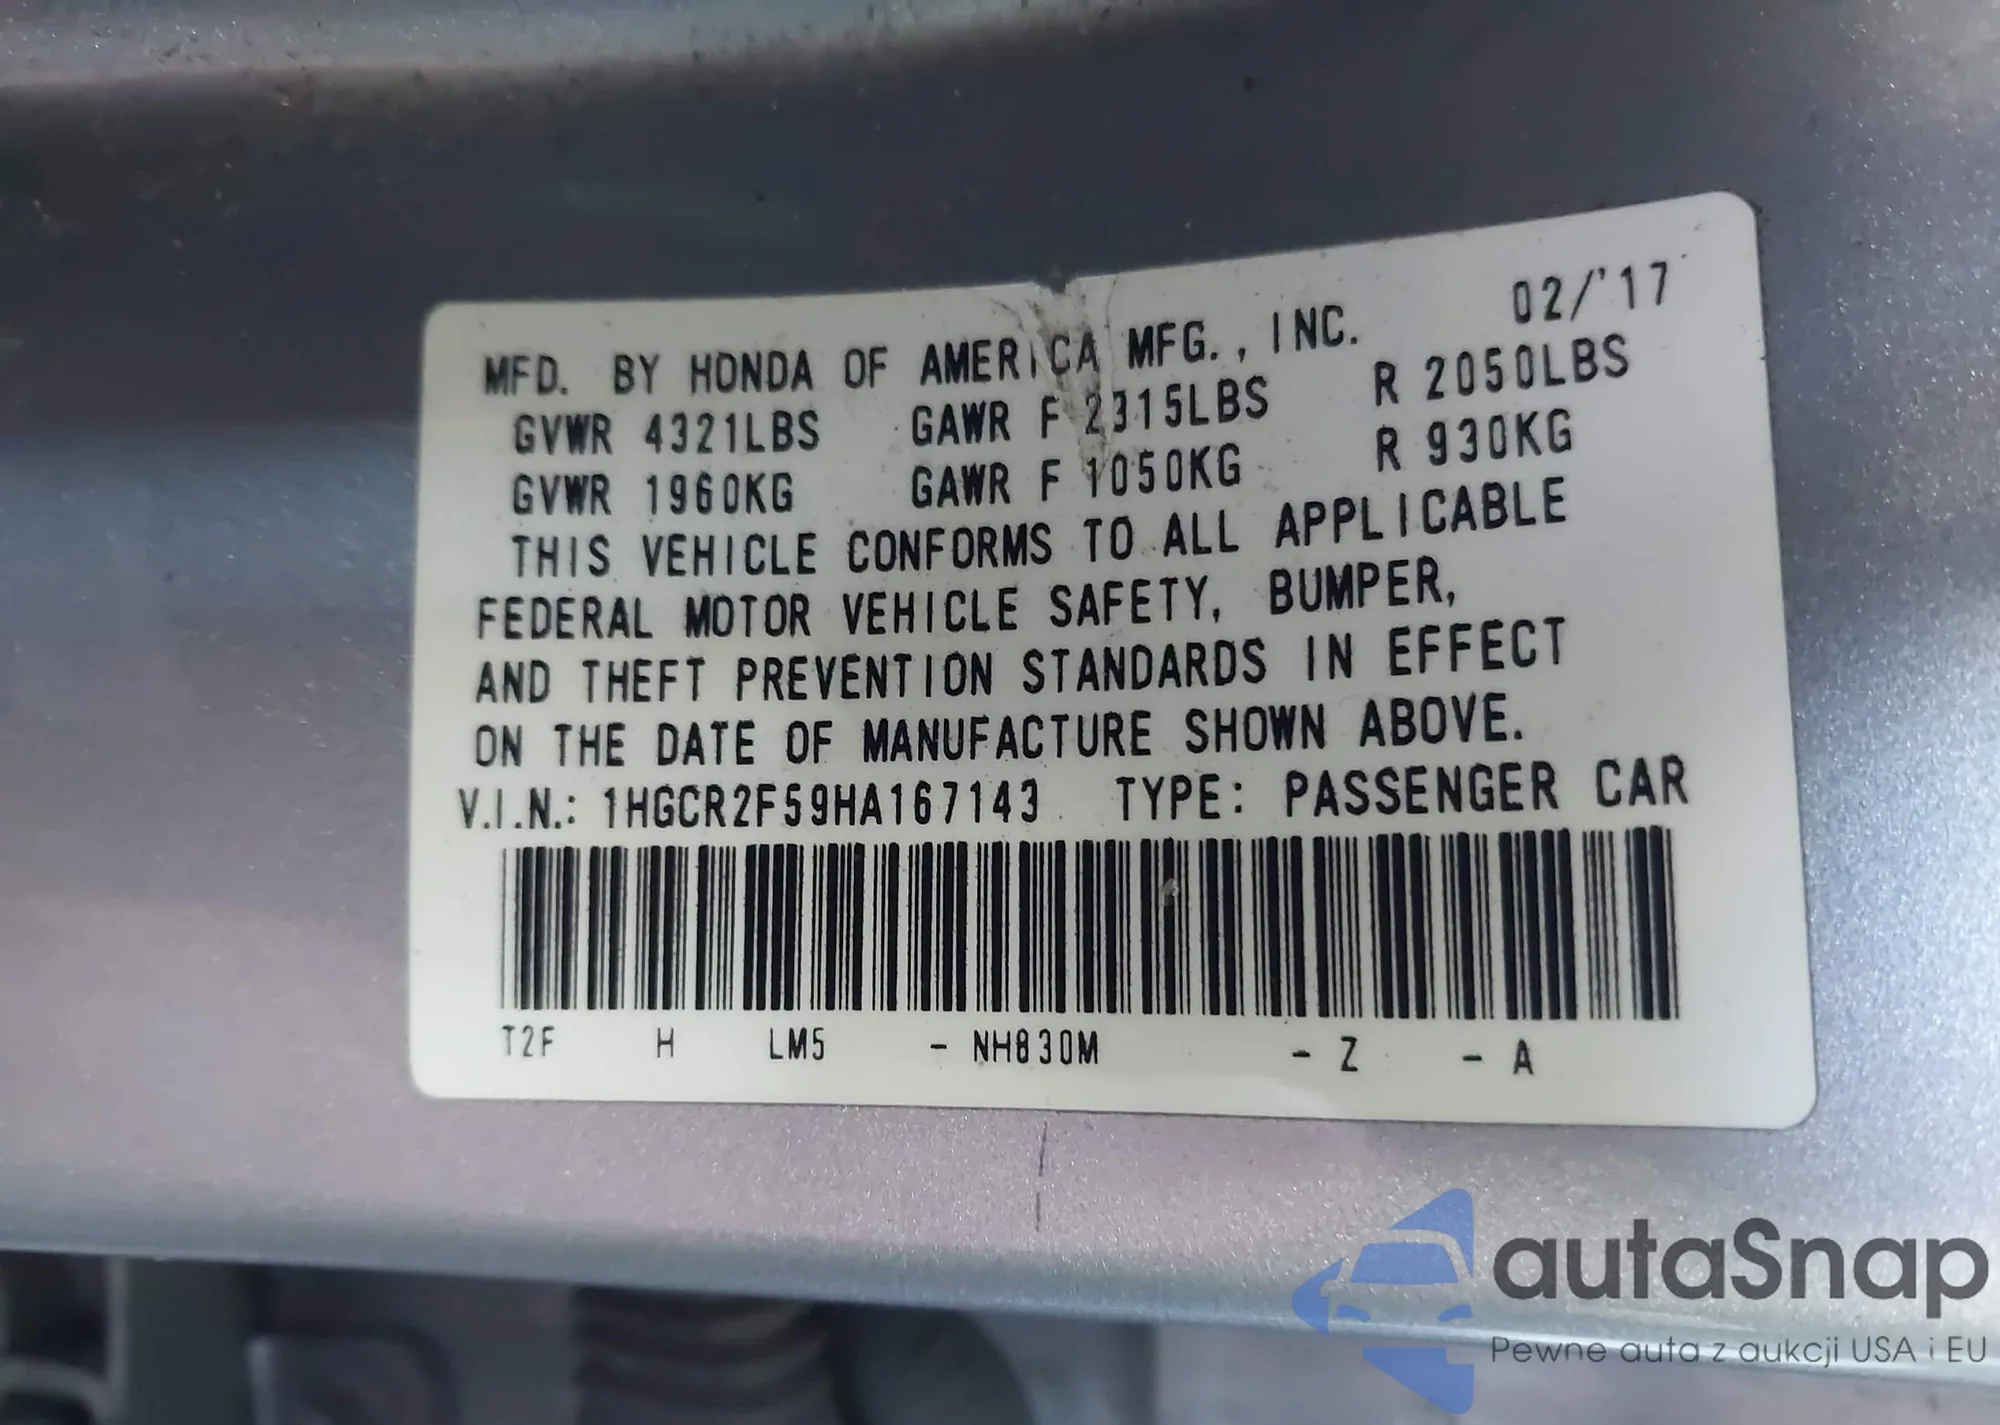 02/'17
MFD. BY HONDA OF AMERICA MFG., INC.
GVWR 4321LBS GAWR F 2315LBS R 2050LBS
GVWR 1960KG GAWR F 1050KG R 930KG
THIS VEHICLE CONFORMS TO ALL APPLICABLE
FEDERAL MOTOR VEHICLE SAFETY, BUMPER,
AND THEFT PREVENTION STANDARDS IN EFFECT
ON THE DATE OF MANUFACTURE SHOWN ABOVE.
V.I.N.: 1HGCR2F59HA167143 TYPE: PASSENGER CAR
T2F H LM5 - NH830M - Z - A
autaSnap
Pewne auta z aukcji USA i EU